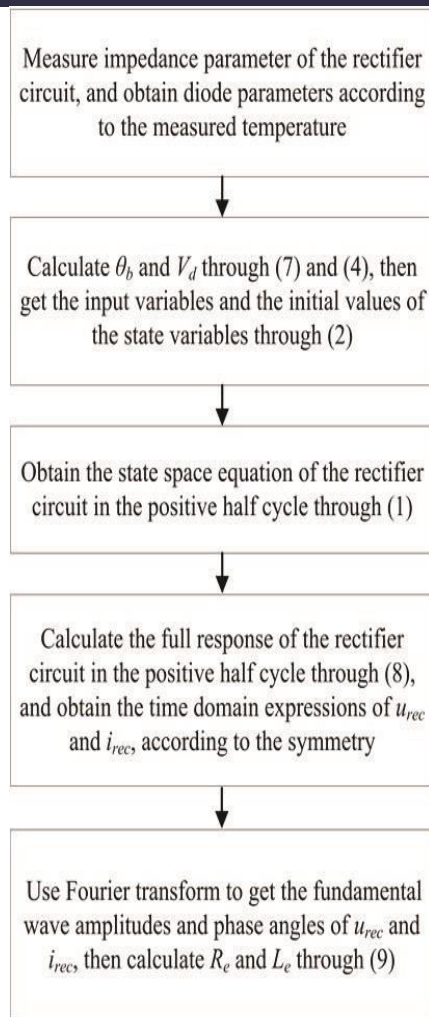 Measure impedance parameter of the rectifier
circuit, and obtain diode parameters according
to the measured temperature
Calculate θb and Vd through (7) and (4), then
get the input variables and the initial values of
the state variables through (2)
Obtain the state space equation of the rectifier
circuit in the positive half cycle through (1)
Calculate the full response of the rectifier
circuit in the positive half cycle through (8),
and obtain the time domain expressions of urec
and irec, according to the symmetry
Use Fourier transform to get the fundamental
wave amplitudes and phase angles of urec and
irec, then calculate Re and Le through (9)